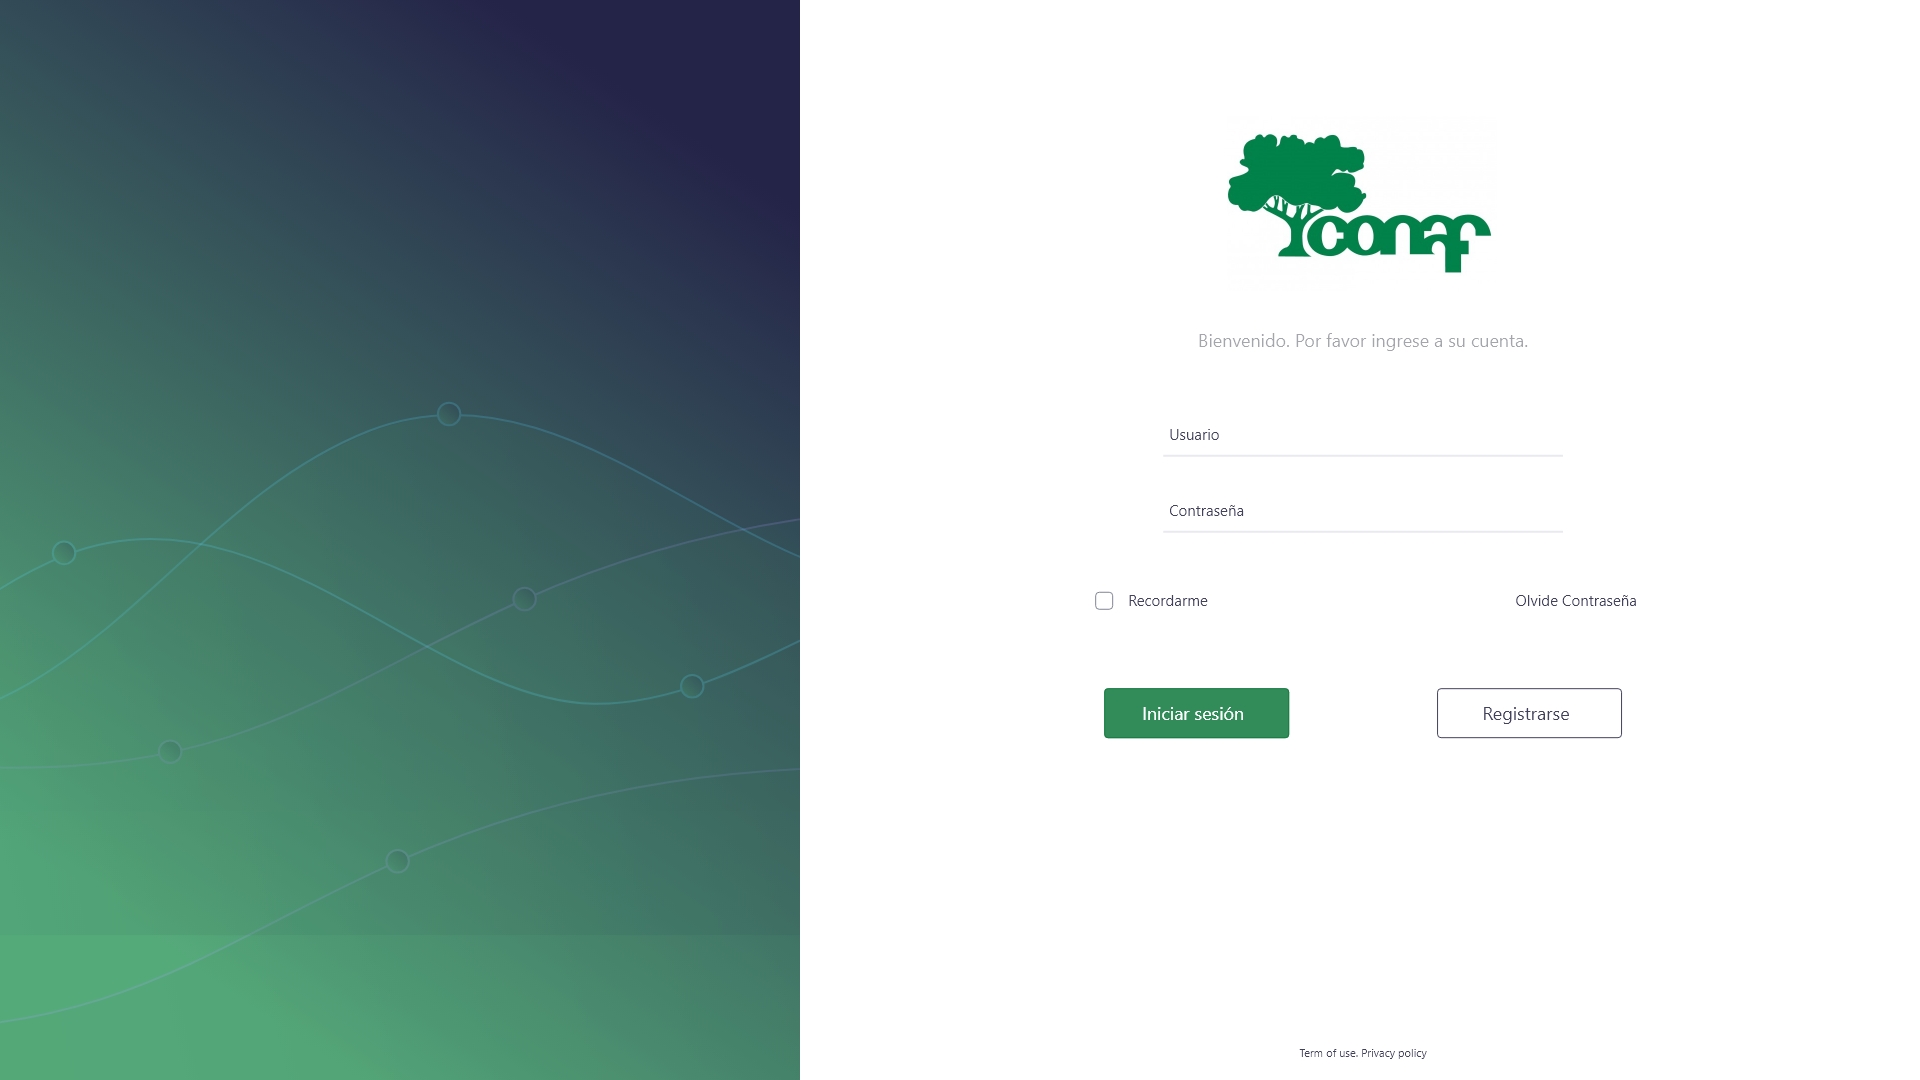 conaf
Bienvenido. Por favor ingrese a su cuenta.
Usuario
Contraseña
Recordarme
Olvide Contraseña
Iniciar sesión
Registrarse
Term of use. Privacy policy